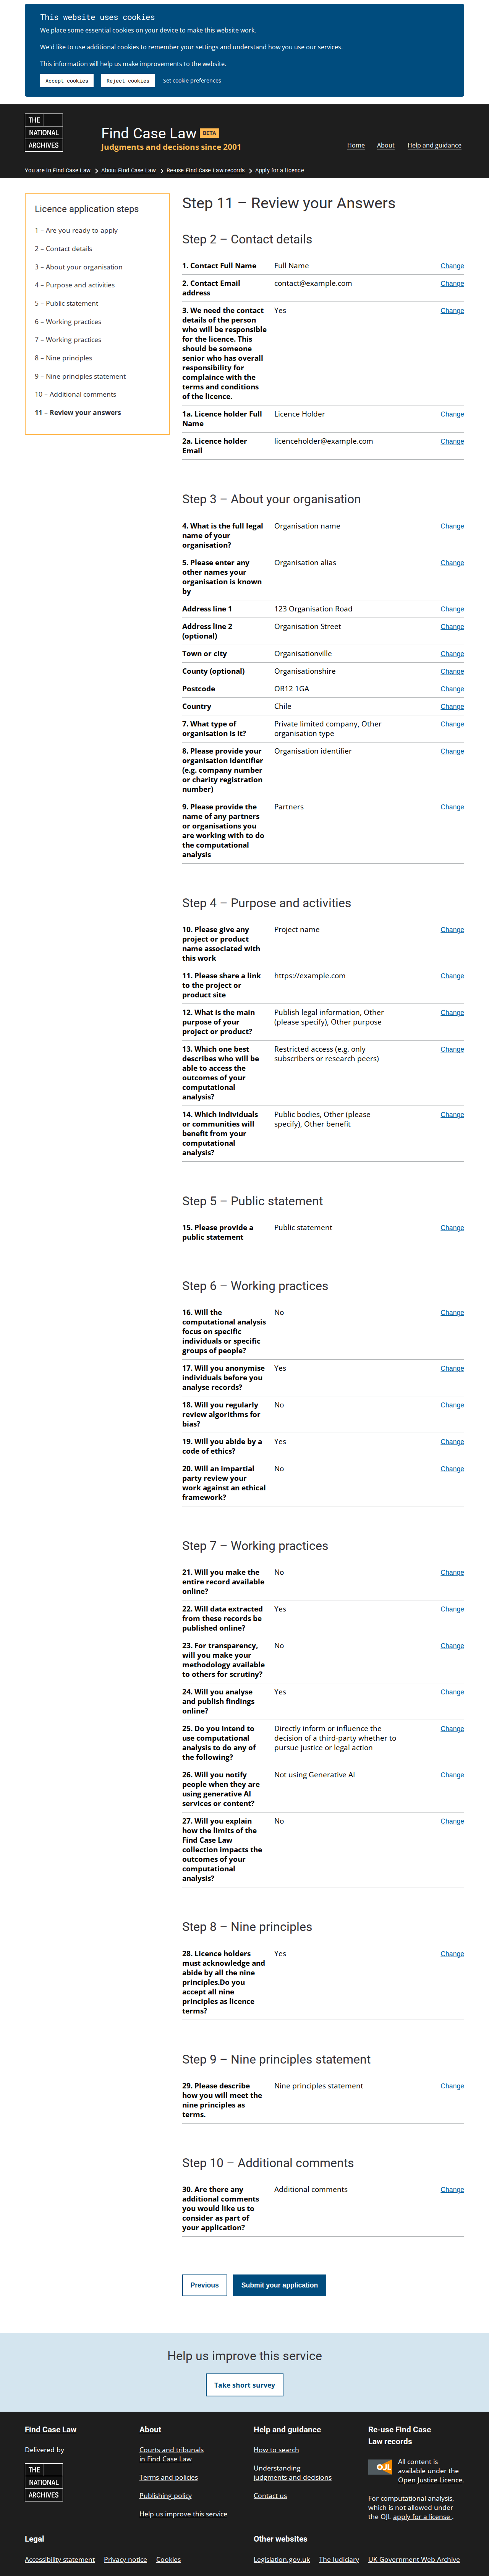 This website uses cookies
We place some essential cookies on your device to make this website work.
We'd like to use additional cookies to remember your settings and understand how you use our services.
This information will help us make improvements to the website.
Accept cookies
Reject cookies
Set cookie preferences
THE
NATIONAL
ARCHIVES
Find Case Law BETA
Judgments and decisions since 2001
Home
About
Help and guidance
You are in Find Case Law
About Find Case Law
Re-use Find Case Law records
Apply for a licence
Licence application steps
1 – Are you ready to apply
2 – Contact details
3 – About your organisation
4 – Purpose and activities
5 – Public statement
6 – Working practices
7 – Working practices
8 – Nine principles
9 – Nine principles statement
10 – Additional comments
11 – Review your answers
Step 11 – Review your Answers
Step 2 – Contact details
1. Contact Full Name Full Name Change
2. Contact Email contact@example.com Change
address
3. We need the contact Yes Change
details of the person
who will be responsible
for the licence. This
should be someone
senior who has overall
responsibility for
complaince with the
terms and conditions
of the licence.
1a. Licence holder Full Licence Holder Change
Name
2a. Licence holder licenceholder@example.com Change
Email
Step 3 – About your organisation
4. What is the full legal Organisation name Change
name of your
organisation?
5. Please enter any Organisation alias Change
other names your
organisation is known
by
Address line 1 123 Organisation Road Change
Address line 2 Organisation Street Change
(optional)
Town or city Organisationville Change
County (optional) Organisationshire Change
Postcode OR12 1GA Change
Country Chile Change
7. What type of Private limited company, Other Change
organisation is it? organisation type
8. Please provide your Organisation identifier Change
organisation identifier
(e.g. company number
or charity registration
number)
9. Please provide the Partners Change
name of any partners
or organisations you
are working with to do
the computational
analysis
Step 4 – Purpose and activities
10. Please give any Project name Change
project or product
name associated with
this work
11. Please share a link https://example.com Change
to the project or
product site
12. What is the main Publish legal information, Other Change
purpose of your (please specify), Other purpose
project or product?
13. Which one best Restricted access (e.g. only Change
describes who will be subscribers or research peers)
able to access the
outcomes of your
computational
analysis?
14. Which Individuals Public bodies, Other (please Change
or communities will specify), Other benefit
benefit from your
computational
analysis?
Step 5 – Public statement
15. Please provide a Public statement Change
public statement
Step 6 – Working practices
16. Will the No Change
computational analysis
focus on specific
individuals or specific
groups of people?
17. Will you anonymise Yes Change
individuals before you
analyse records?
18. Will you regularly No Change
review algorithms for
bias?
19. Will you abide by a Yes Change
code of ethics?
20. Will an impartial No Change
party review your
work against an ethical
framework?
Step 7 – Working practices
21. Will you make the No Change
entire record available
online?
22. Will data extracted Yes Change
from these records be
published online?
23. For transparency, No Change
will you make your
methodology available
to others for scrutiny?
24. Will you analyse Yes Change
and publish findings
online?
25. Do you intend to Directly inform or influence the Change
use computational decision of a third-party whether to
analysis to do any of pursue justice or legal action
the following?
26. Will you notify Not using Generative AI Change
people when they are
using generative AI
services or content?
27. Will you explain No Change
how the limits of the
Find Case Law
collection impacts the
outcomes of your
computational
analysis?
Step 8 – Nine principles
28. Licence holders Yes Change
must acknowledge and
abide by all the nine
principles.Do you
accept all nine
principles as licence
terms?
Step 9 – Nine principles statement
29. Please describe Nine principles statement Change
how you will meet the
nine principles as
terms.
Step 10 – Additional comments
30. Are there any Additional comments Change
additional comments
you would like us to
consider as part of
your application?
Previous
Submit your application
Help us improve this service
Take short survey
Find Case Law
Delivered by
THE
NATIONAL
ARCHIVES
About
Courts and tribunals
in Find Case Law
Terms and policies
Publishing policy
Help us improve this service
Help and guidance
How to search
Understanding
judgments and decisions
Contact us
Re-use Find Case
Law records
OJL
All content is
available under the
Open Justice Licence.
For computational analysis,
which is not allowed under
the OJL apply for a license .
Legal
Accessibility statement
Privacy notice
Cookies
Other websites
Legislation.gov.uk
The Judiciary
UK Government Web Archive